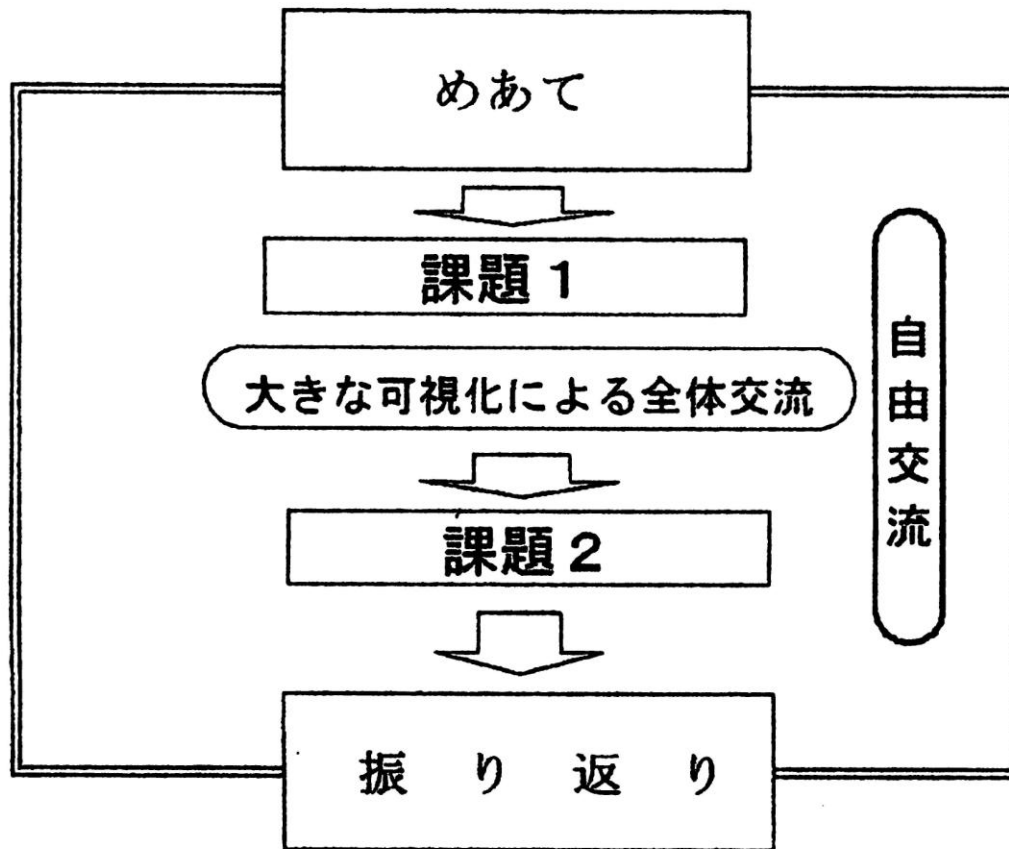 めあて
課題1
大きな可視化による全体交流
自由交流
課題2
振り返り